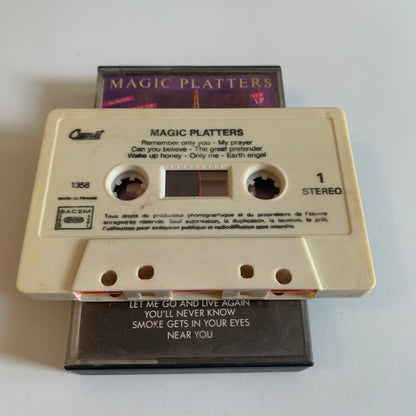 MAGIC PLATTERS
NEW
LP
MAGIC PLATTERS
Remember only you - My prayer
Can you believe - The great pretender
Wake up honey - Only me - Earth angel
1358
MADE IN FRANCE
1
STEREO
SACEM
Tous droits du producteur phonographique et du propriétaire de l'œuvre
enregistrée réservés. Sauf autorisation, la duplication, la location, le prêt,
l'utilisation pour exécution publique et radiodiffusion sont interdits.
LET ME GO AND LIVE AGAIN
YOU'LL NEVER KNOW
SMOKE GETS IN YOUR EYES
NEAR YOU